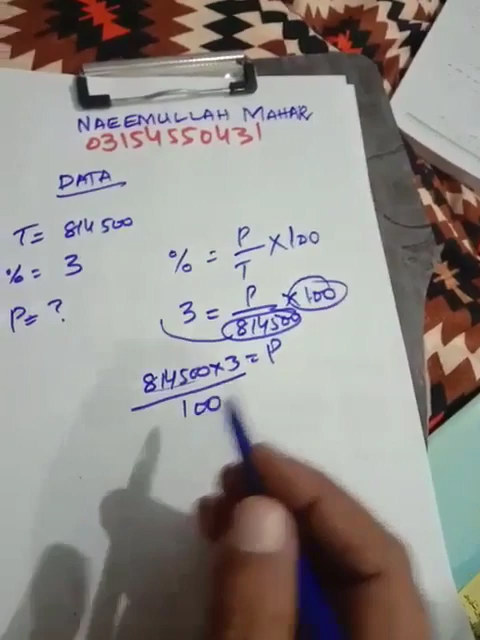 NAEEMULLAH MAHAR
03154550431
DATA
T= 814500
%= 3
P= ?
% = P/T ×100
3 = P/814500 ×100
814500×3/100 = P